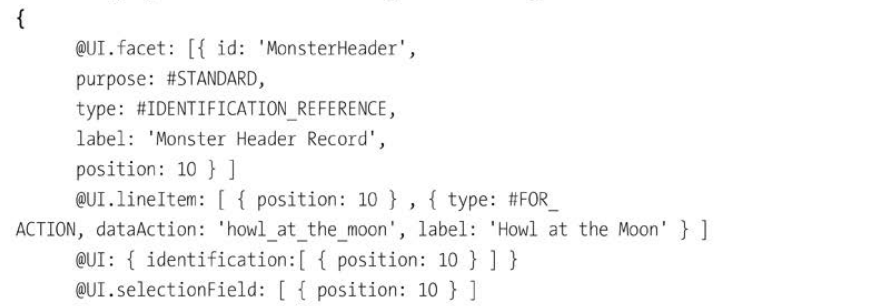 {
@UI.facet: [{ id: 'MonsterHeader',
purpose: #STANDARD,
type: #IDENTIFICATION_REFERENCE,
label: 'Monster Header Record',
position: 10 } ]
@UI.lineItem: [ { position: 10 } , { type: #FOR_
ACTION, dataAction: 'howl_at_the_moon', label: 'Howl at the Moon' } ]
@UI: { identification:[ { position: 10 } ] }
@UI.selectionField: [ { position: 10 } ]